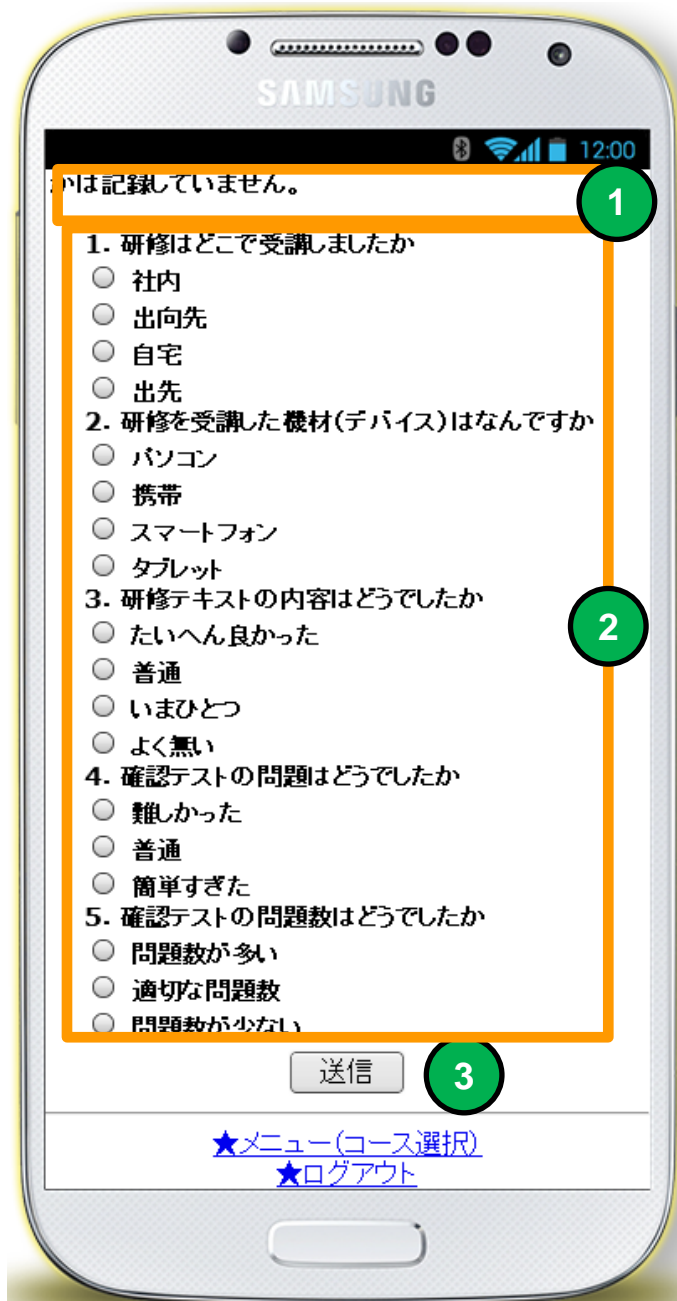 SAMSUNG
12:00
かは記録していません。
1
1. 研修はどこで受講しましたか
社内
出向先
自宅
出先
2. 研修を受講した機材(デバイス)はなんですか
パソコン
携帯
スマートフォン
タブレット
3. 研修テキストの内容はどうでしたか
たいへん良かった
2
普通
いまひとつ
よく無い
4. 確認テストの問題はどうでしたか
難しかった
普通
簡単すぎた
5. 確認テストの問題数はどうでしたか
問題数が多い
適切な問題数
問題数が少ない
送信
3
★メニュー(コース選択)
★ログアウト